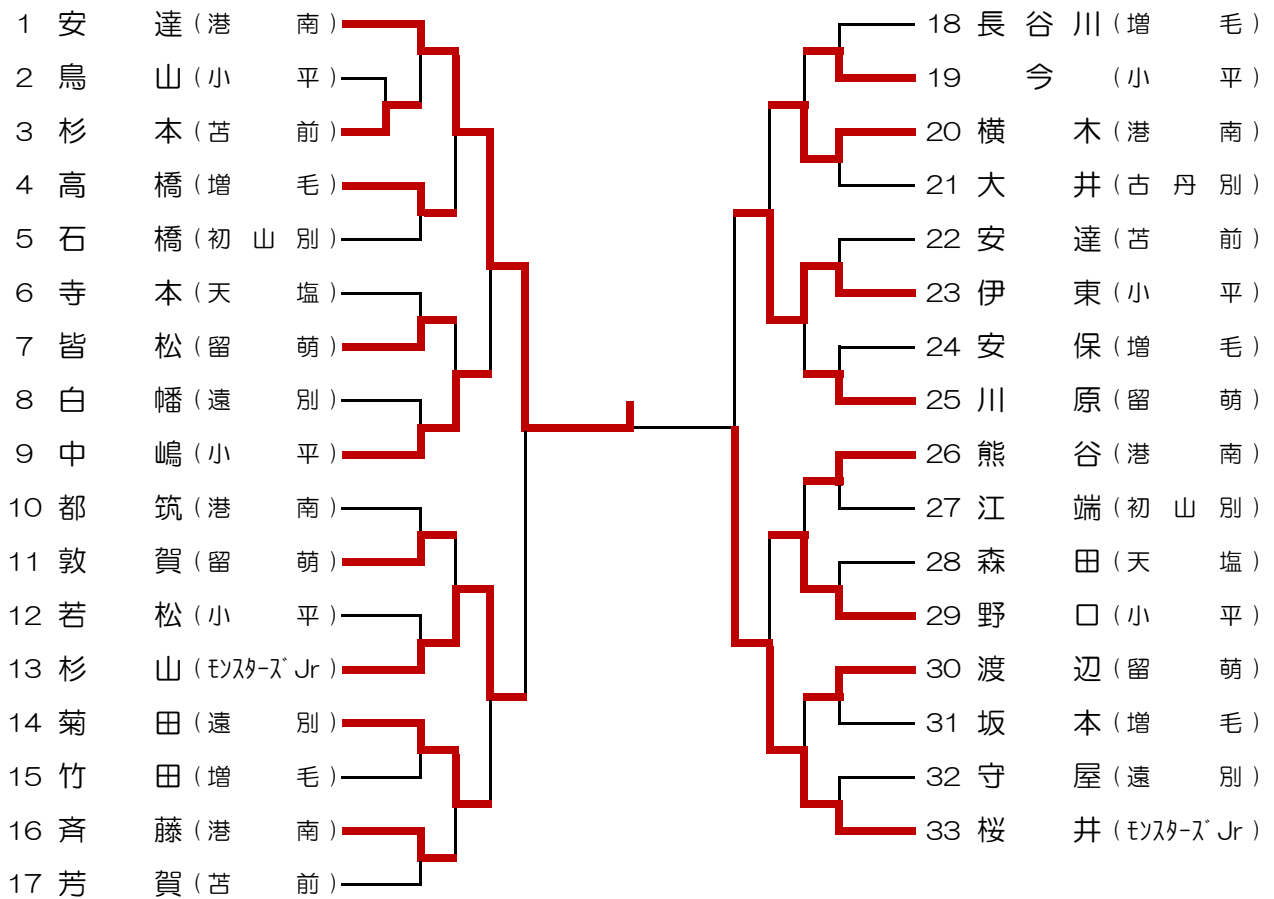 1 安達(港南)
2 鳥山(小平)
3 杉本(苫前)
4 高橋(増毛)
5 石橋(初山別)
6 寺本(天塩)
7 皆松(留萌)
8 白幡(遠別)
9 中嶋(小平)
10 都筑(港南)
11 敦賀(留萌)
12 若松(小平)
13 杉山(ﾓﾝｽﾀｰｽﾞJr)
14 菊田(遠別)
15 竹田(増毛)
16 斉藤(港南)
17 芳賀(苫前)
18 長谷川(増毛)
19 今(小平)
20 横木(港南)
21 大井(古丹別)
22 安達(苫前)
23 伊東(小平)
24 安保(増毛)
25 川原(留萌)
26 熊谷(港南)
27 江端(初山別)
28 森田(天塩)
29 野口(小平)
30 渡辺(留萌)
31 坂本(増毛)
32 守屋(遠別)
33 桜井(ﾓﾝｽﾀｰｽﾞJr)